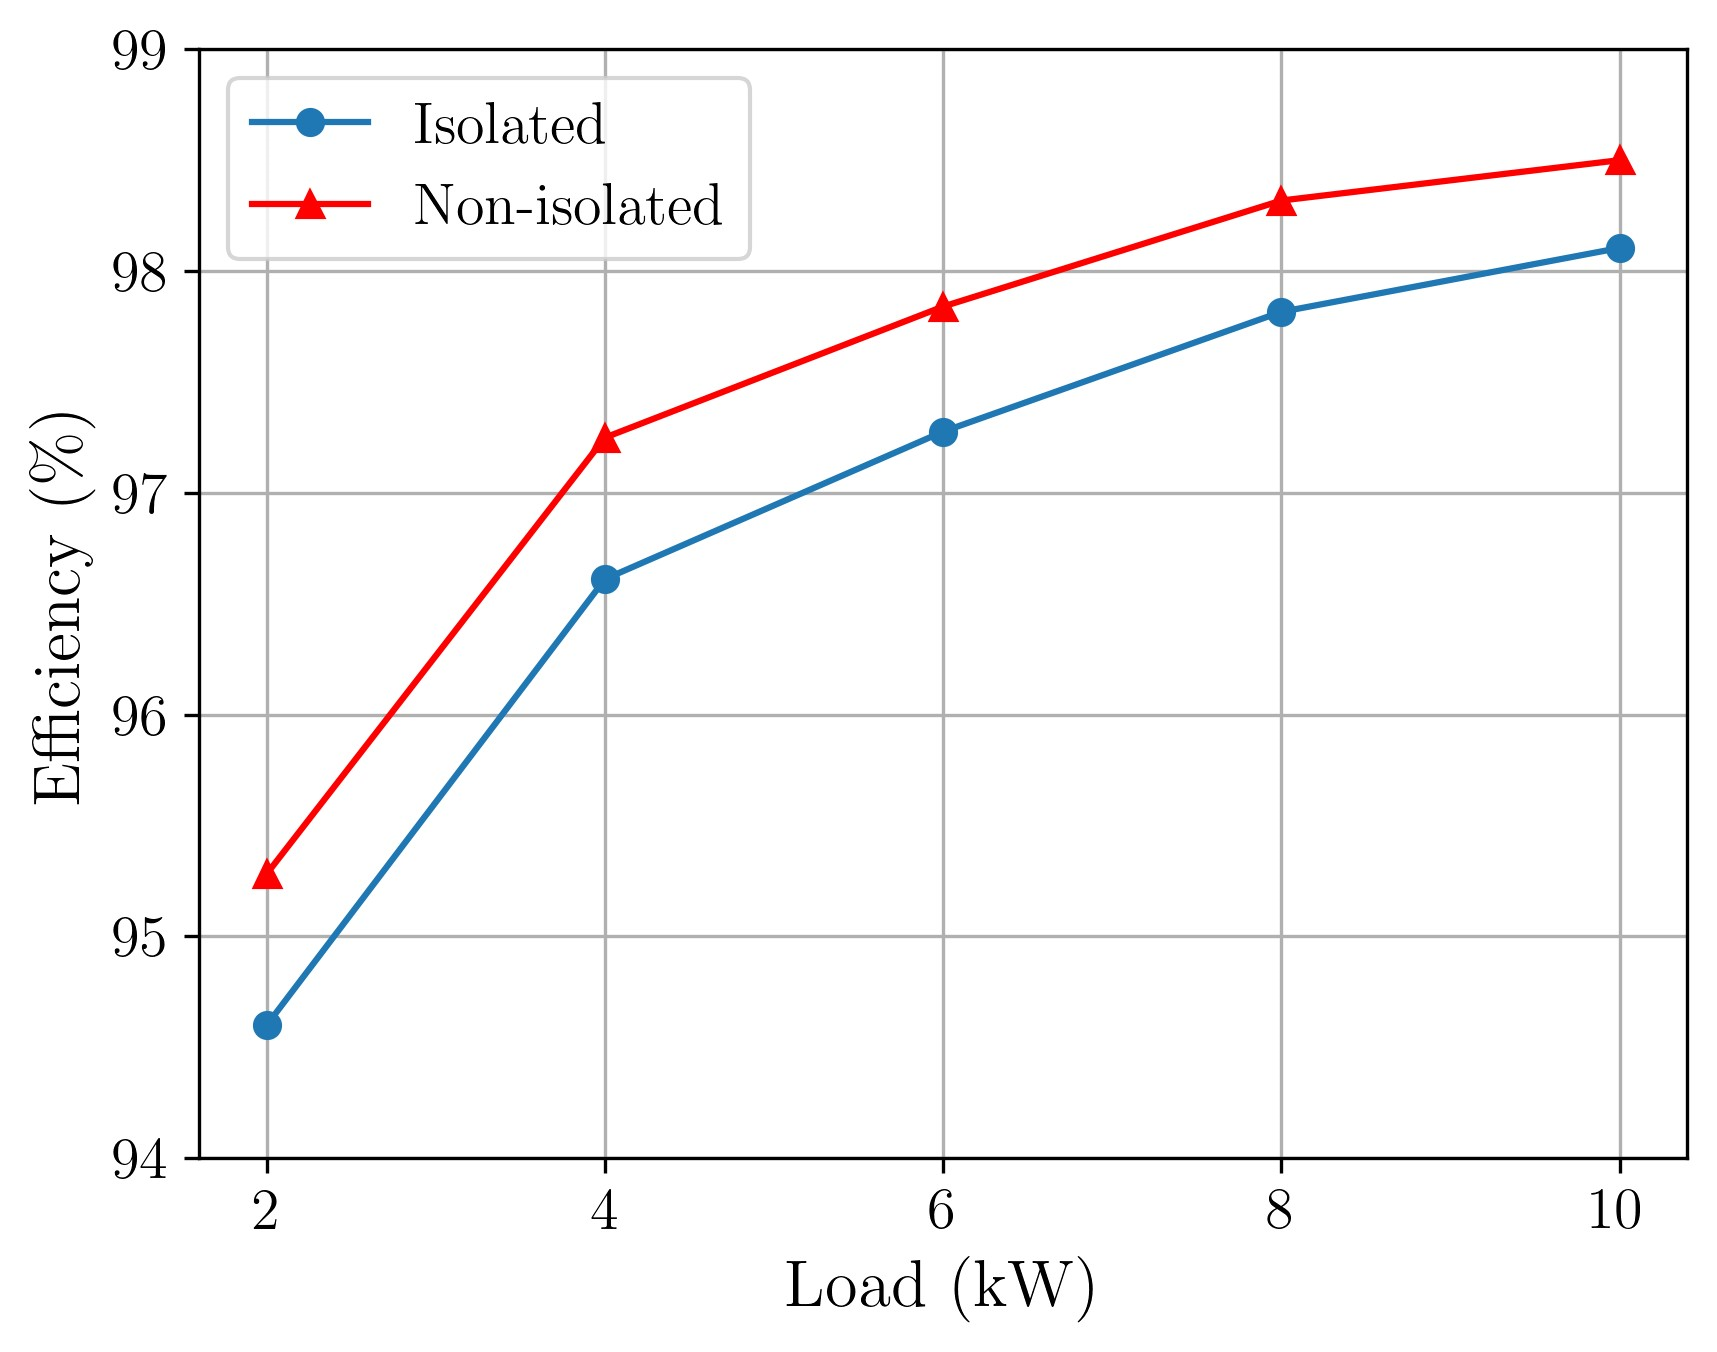 99
98
97
96
95
94
Efficiency (%)
Isolated
Non-isolated
2 4 6 8 10
Load (kW)